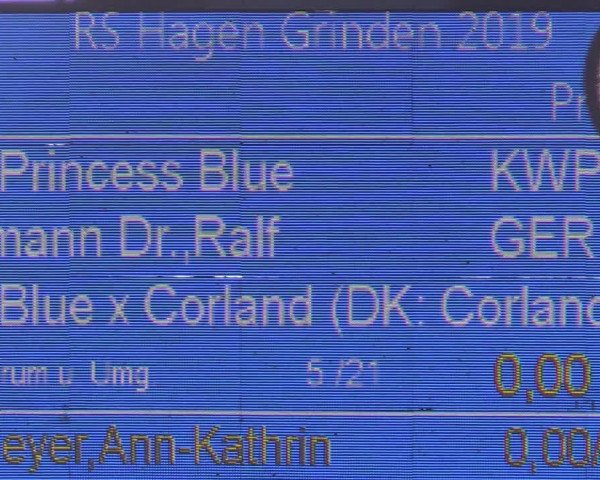 RS Hagen Grinden 2019
Pr
Princess Blue KWP
mann Dr.,Ralf GER
Blue x Corland (DK: Corland
rum u Umg. 5 /21 0,00
eyer,Ann-Kathrin 0,00/